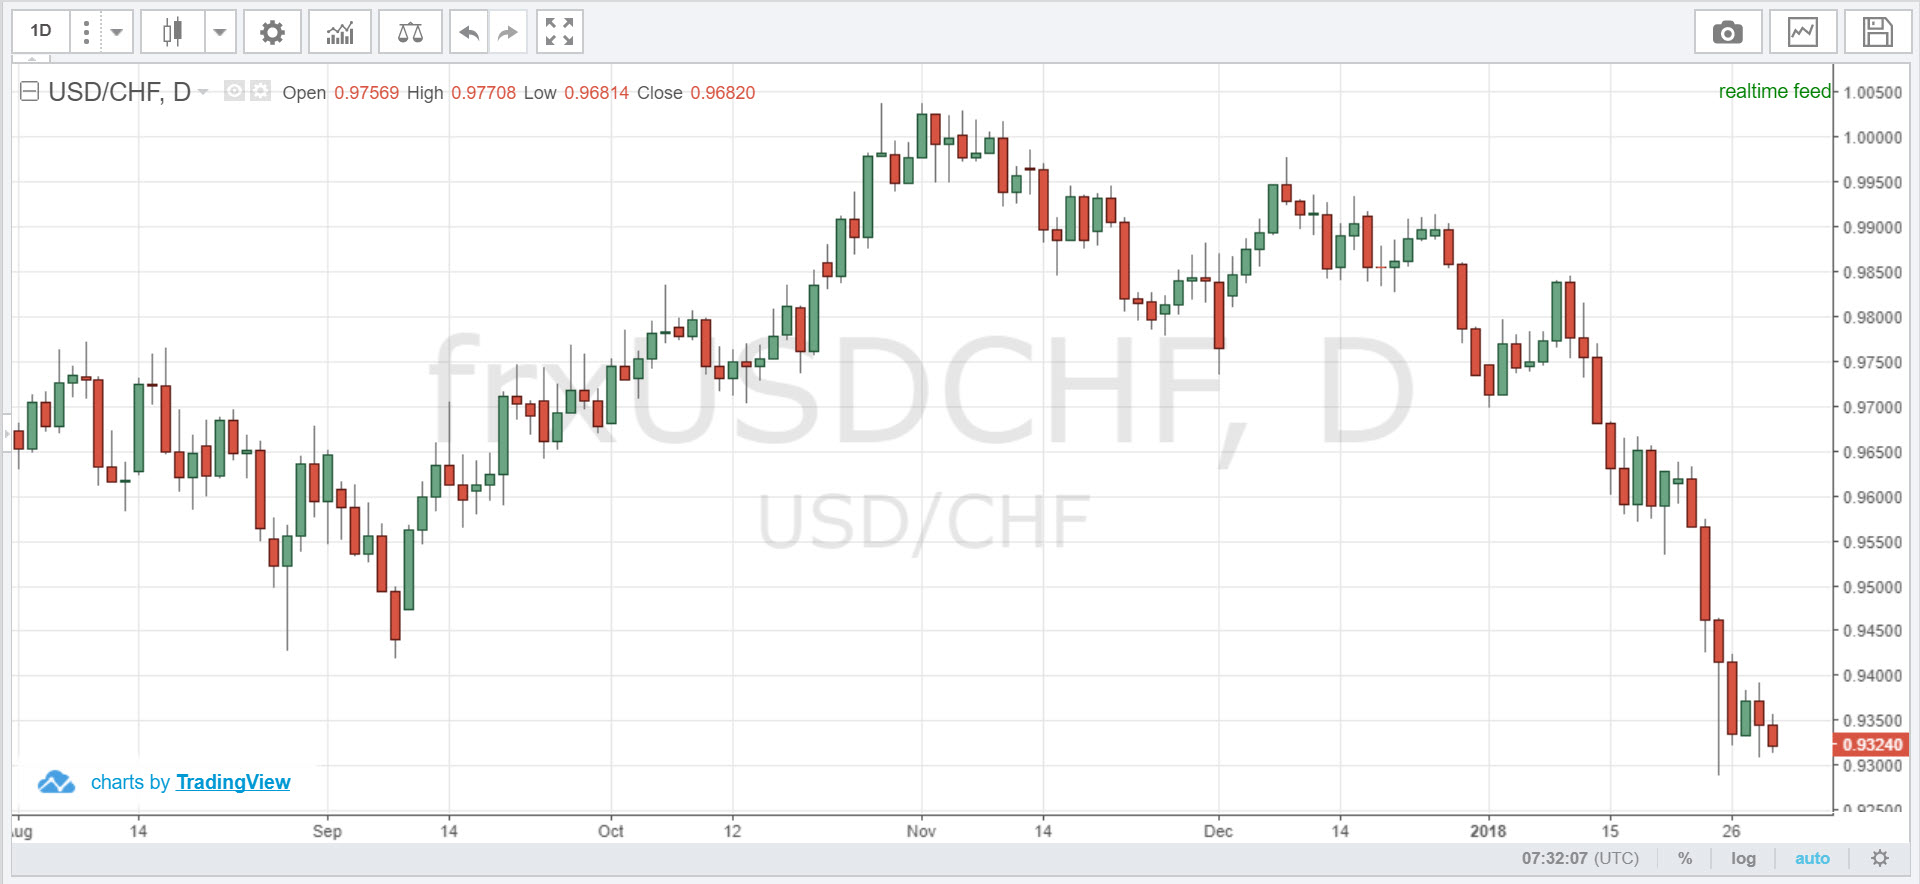 1D
USD/CHF, D Open 0.97569 High 0.97708 Low 0.96814 Close 0.96820
realtime feed
1.00500
1.00000
0.99500
0.99000
0.98500
0.98000
0.97500
0.97000
0.96500
0.96000
0.95500
0.95000
0.94500
0.94000
0.93500
0.93240
0.93000
0.92500
frxUSDCHF, D
USD/CHF
charts by TradingView
Aug 14 Sep 14 Oct 12 Nov 14 Dec 14 2018 15 26
07:32:07 (UTC) % log auto